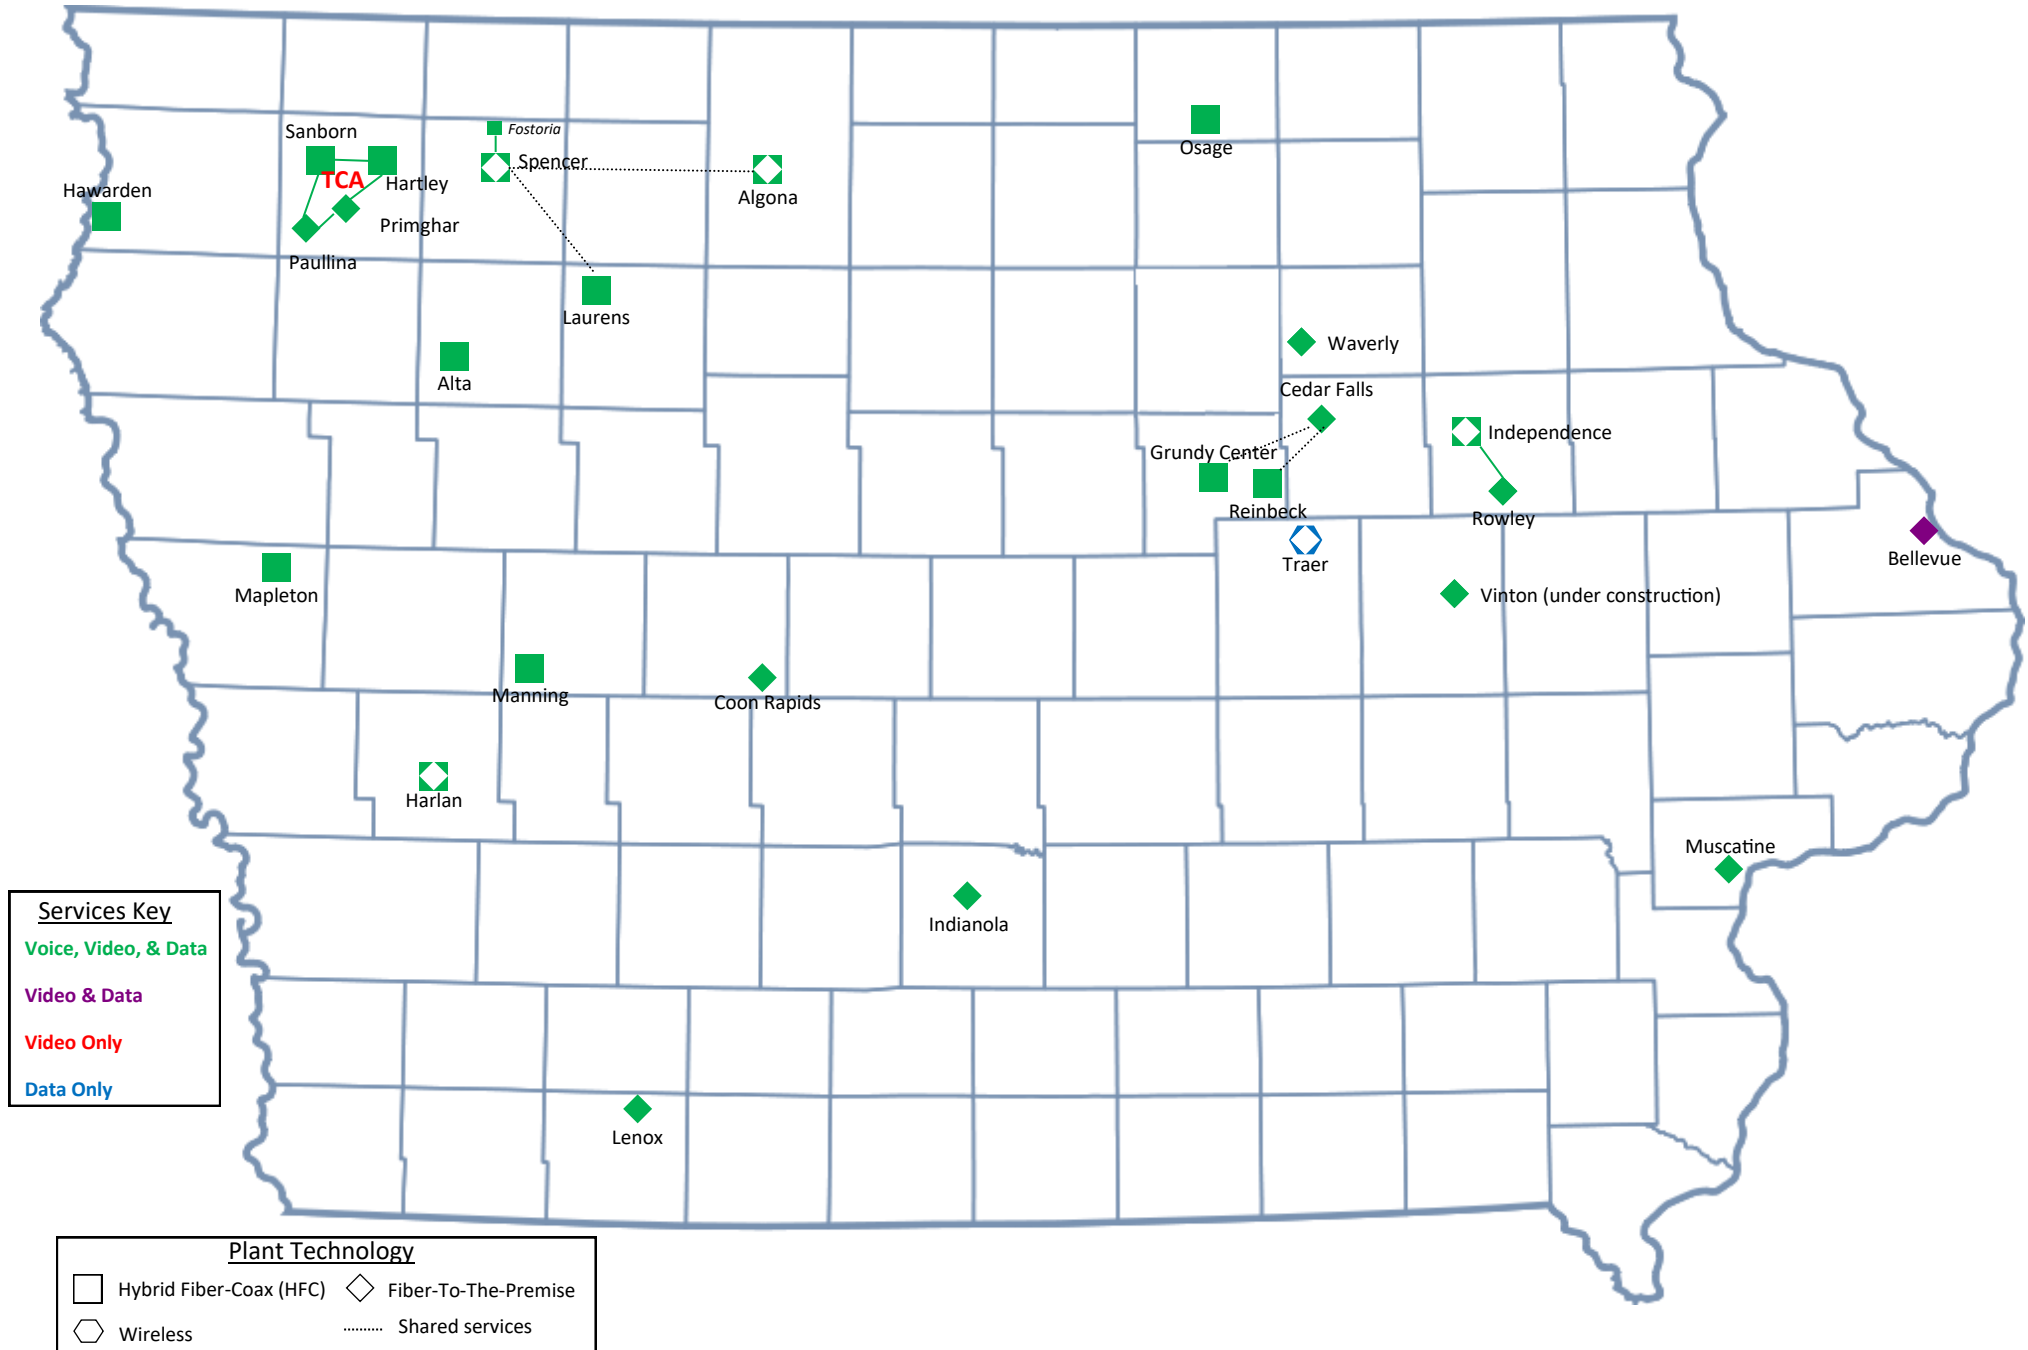 Fostoria
Sanborn
Osage
Spencer
TCA
Hartley
Hawarden
Algona
Primghar
Paullina
Laurens
Waverly
Alta
Cedar Falls
Independence
Grundy Center
Reinbeck
Rowley
Traer
Bellevue
Mapleton
Vinton (under construction)
Manning
Coon Rapids
Harlan
Muscatine
Indianola
Services Key
Voice, Video, & Data
Video & Data
Video Only
Data Only
Lenox
Plant Technology
Hybrid Fiber-Coax (HFC)
Fiber-To-The-Premise
Wireless
Shared services